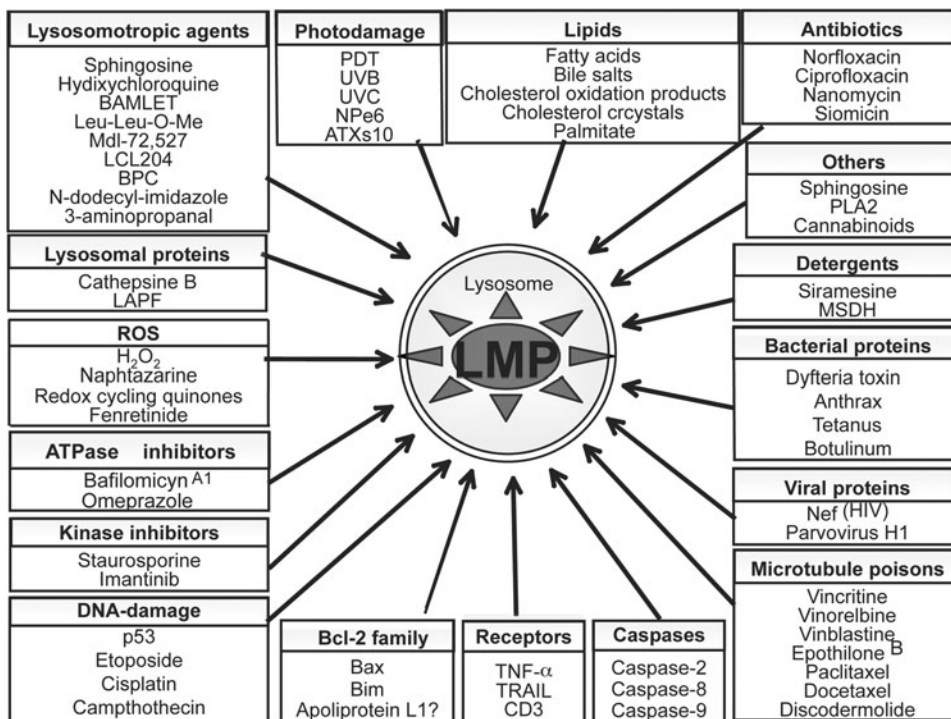 Lysosomotropic agents
Sphingosine
Hydixychloroquine
BAMLET
Leu-Leu-O-Me
Mdl-72,527
LCL204
BPC
N-dodecyl-imidazole
3-aminopropanal
Photodamage
PDT
UVB
UVC
NPe6
ATXs10
Lipids
Fatty acids
Bile salts
Cholesterol oxidation products
Cholesterol crcystals
Palmitate
Antibiotics
Norfloxacin
Ciprofloxacin
Nanomycin
Siomicin
Others
Sphingosine
PLA2
Cannabinoids
Lysosomal proteins
Cathepsine B
LAPF
Detergents
Siramesine
MSDH
Lysosome
LMP
ROS
H₂O₂
Naphtazarine
Redox cycling quinones
Fenretinide
Bacterial proteins
Dyfteria toxin
Anthrax
Tetanus
Botulinum
ATPase inhibitors
Bafilomicyn A1
Omeprazole
Viral proteins
Nef (HIV)
Parvovirus H1
Kinase inhibitors
Staurosporine
Imantinib
Microtubule poisons
Vincritine
Vinorelbine
Vinblastine
Epothilone B
Paclitaxel
Docetaxel
Discodermolide
DNA-damage
p53
Etoposide
Cisplatin
Campthothecin
Bcl-2 family
Bax
Bim
Apoliprotein L1?
Receptors
TNF-α
TRAIL
CD3
Caspases
Caspase-2
Caspase-8
Caspase-9